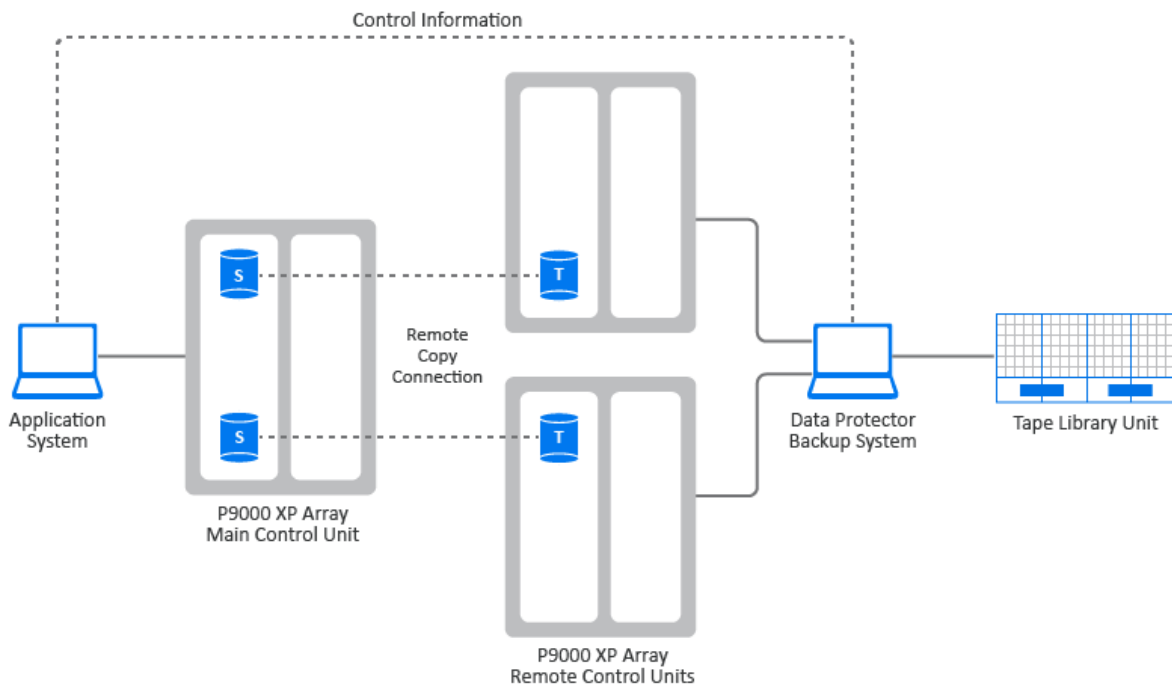 Control Information
S
T
Remote
Copy
Connection
S
T
Application
System
Data Protector
Backup System
Tape Library Unit
P9000 XP Array
Main Control Unit
P9000 XP Array
Remote Control Units